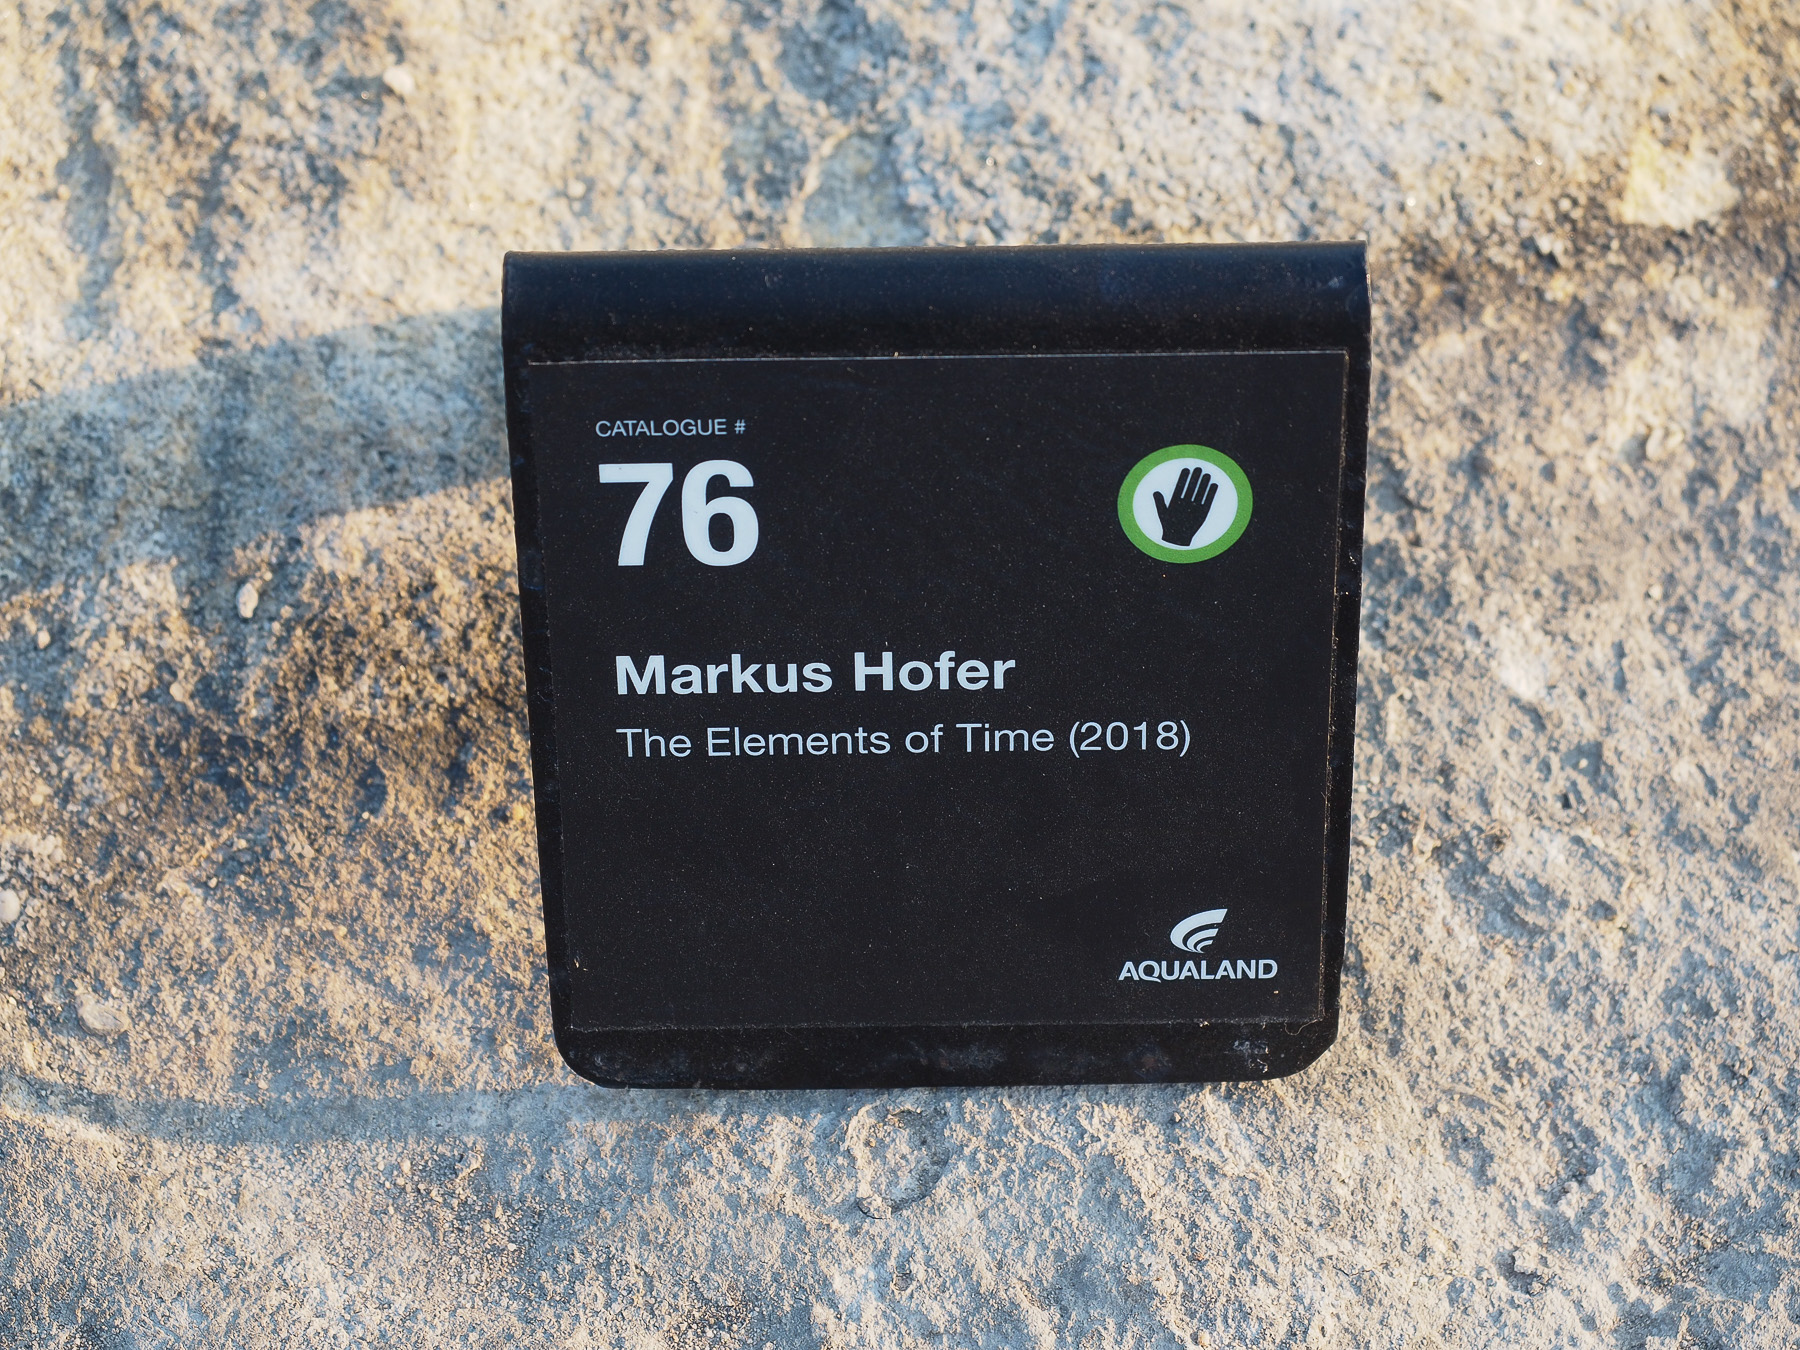 CATALOGUE #
76
Markus Hofer
The Elements of Time (2018)
AQUALAND